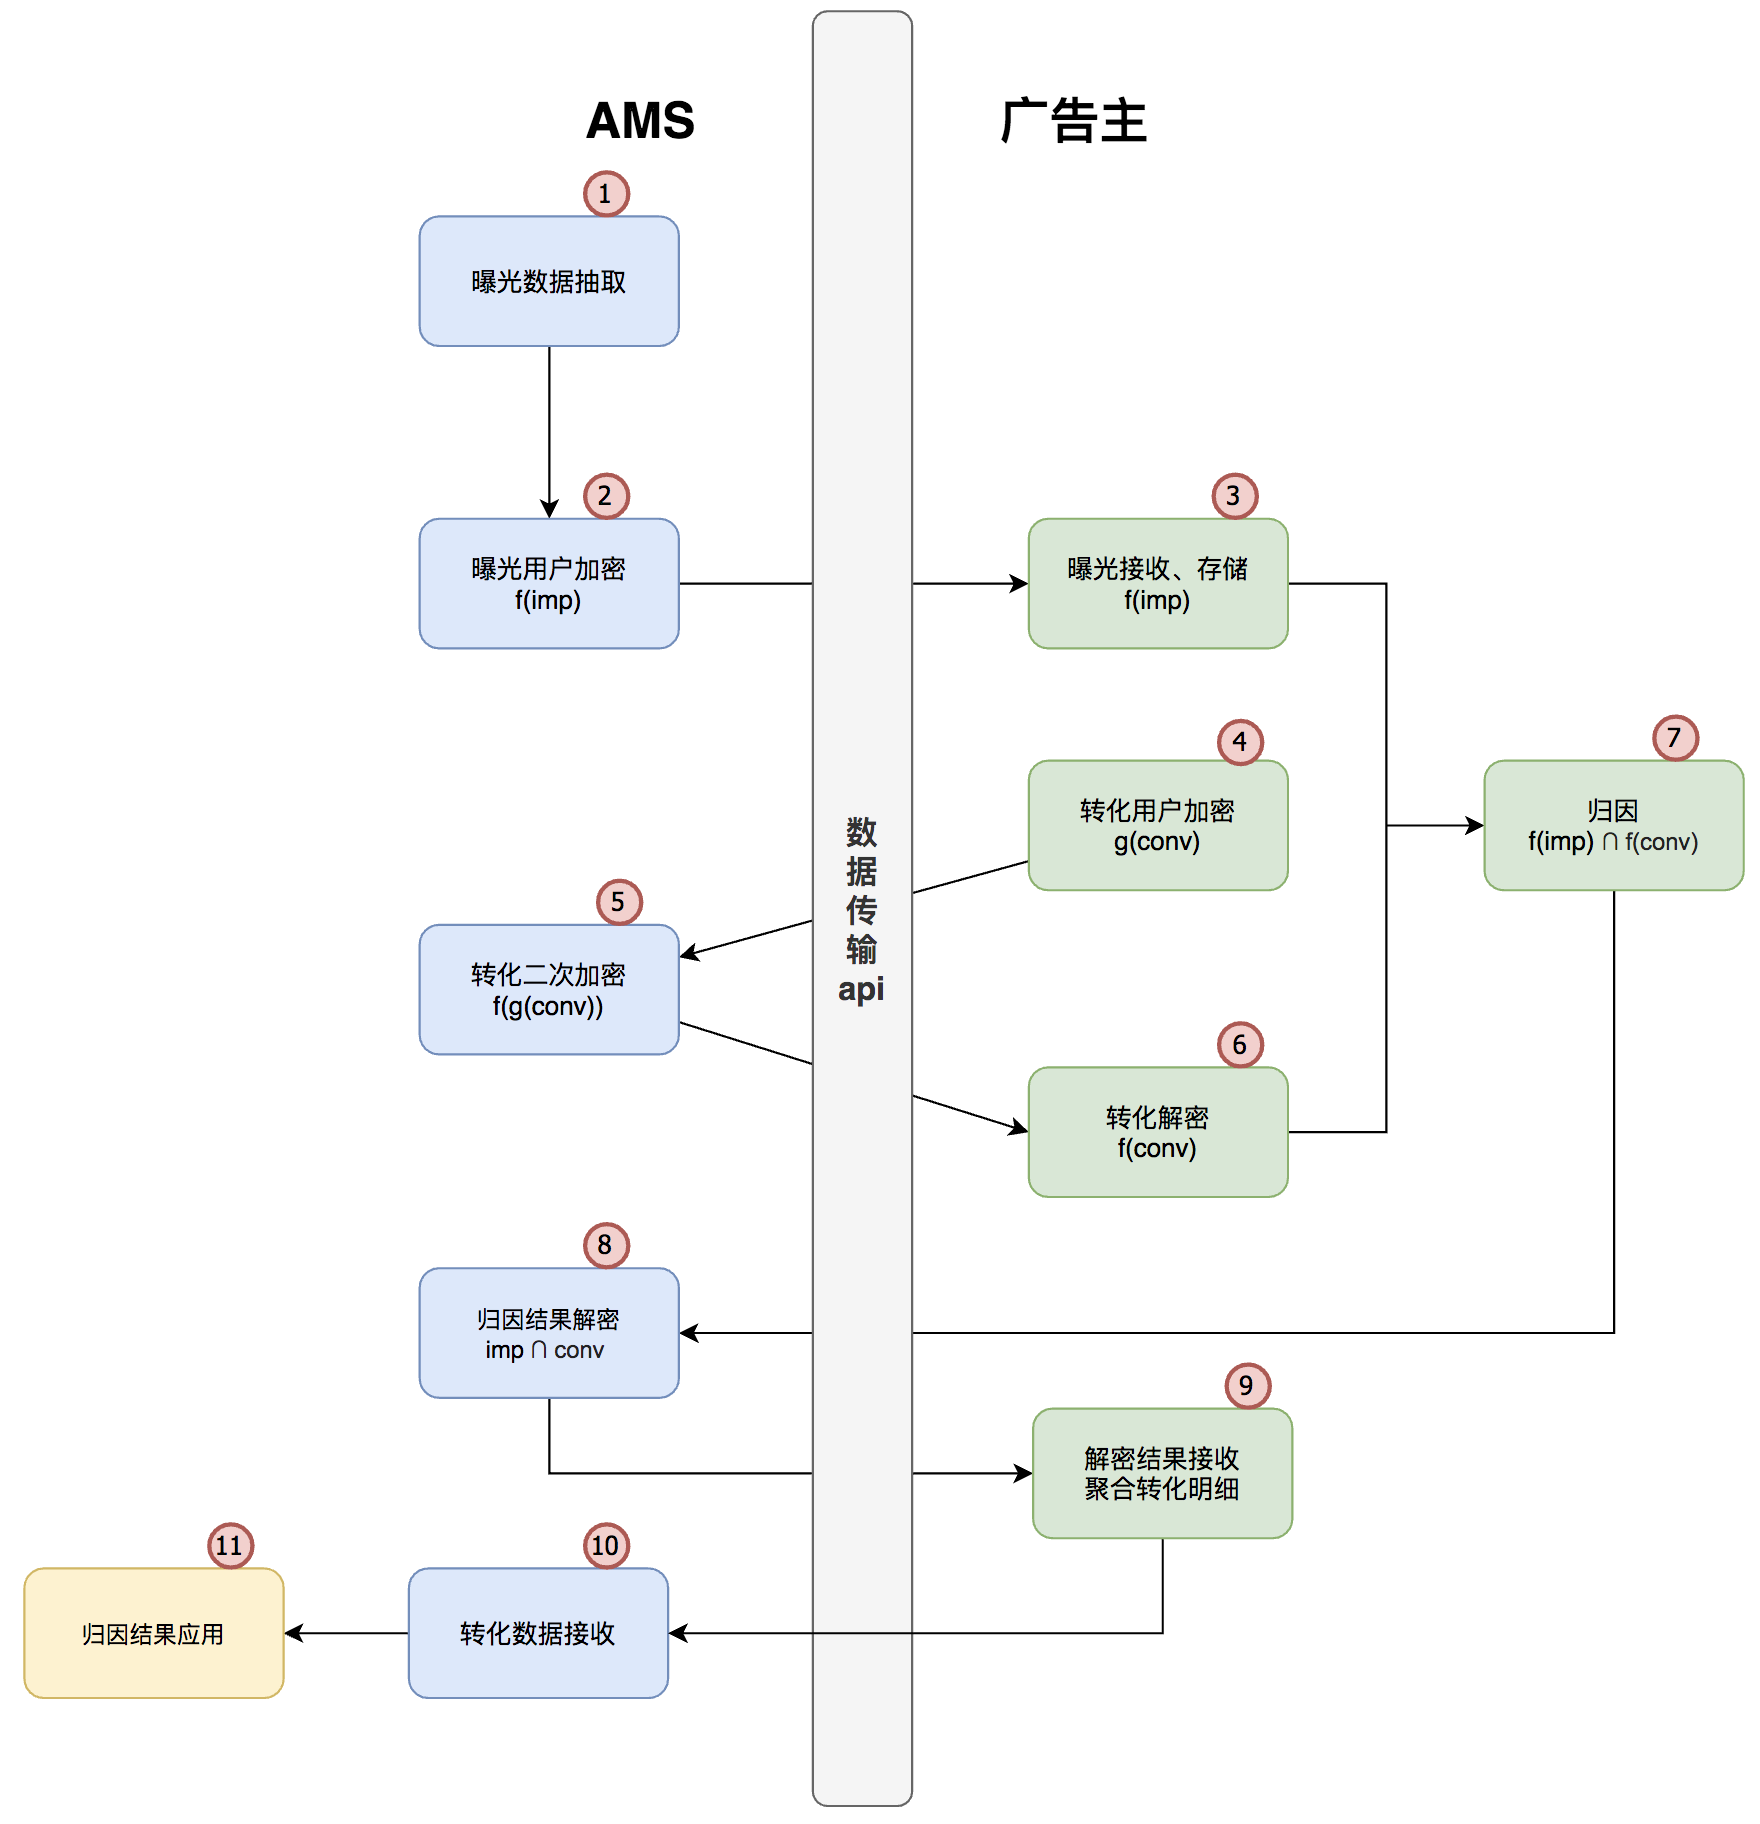 AMS
广告主
1
曝光数据抽取
2
曝光用户加密
f(imp)
3
曝光接收、存储
f(imp)
4
转化用户加密
g(conv)
7
归因
f(imp) ∩ f(conv)
数
据
传
输
api
5
转化二次加密
f(g(conv))
6
转化解密
f(conv)
8
归因结果解密
imp ∩ conv
9
解密结果接收
聚合转化明细
11
归因结果应用
10
转化数据接收